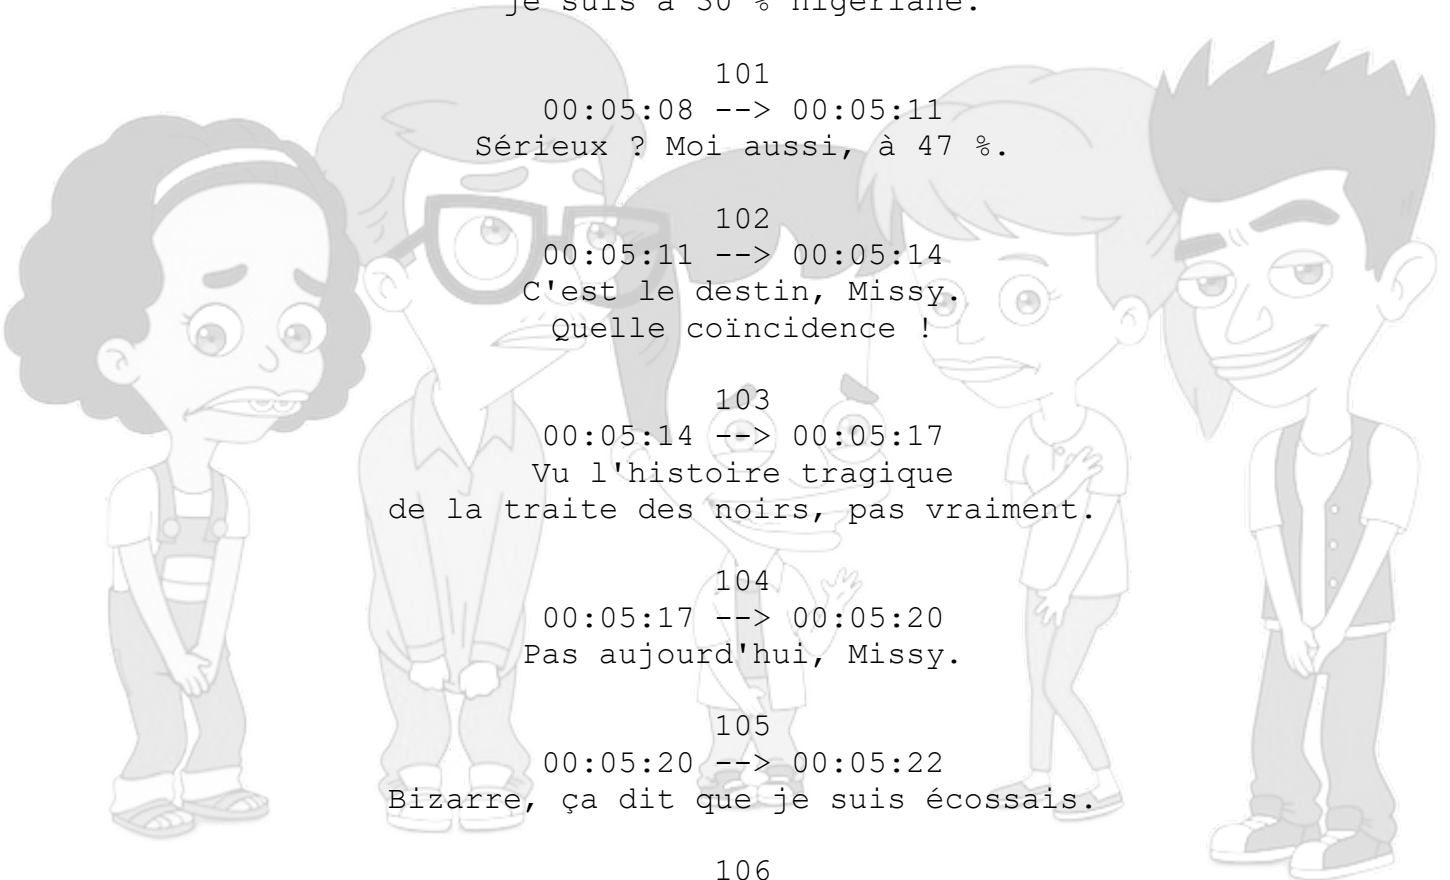 je suis à 30 % nigériane.
101
00:05:08 --> 00:05:11
Sérieux ? Moi aussi, à 47 %.
102
00:05:11 --> 00:05:14
C'est le destin, Missy.
Quelle coïncidence !
103
00:05:14 --> 00:05:17
Vu l'histoire tragique
de la traite des noirs, pas vraiment.
104
00:05:17 --> 00:05:20
Pas aujourd'hui, Missy.
105
00:05:20 --> 00:05:22
Bizarre, ça dit que je suis écossais.
106